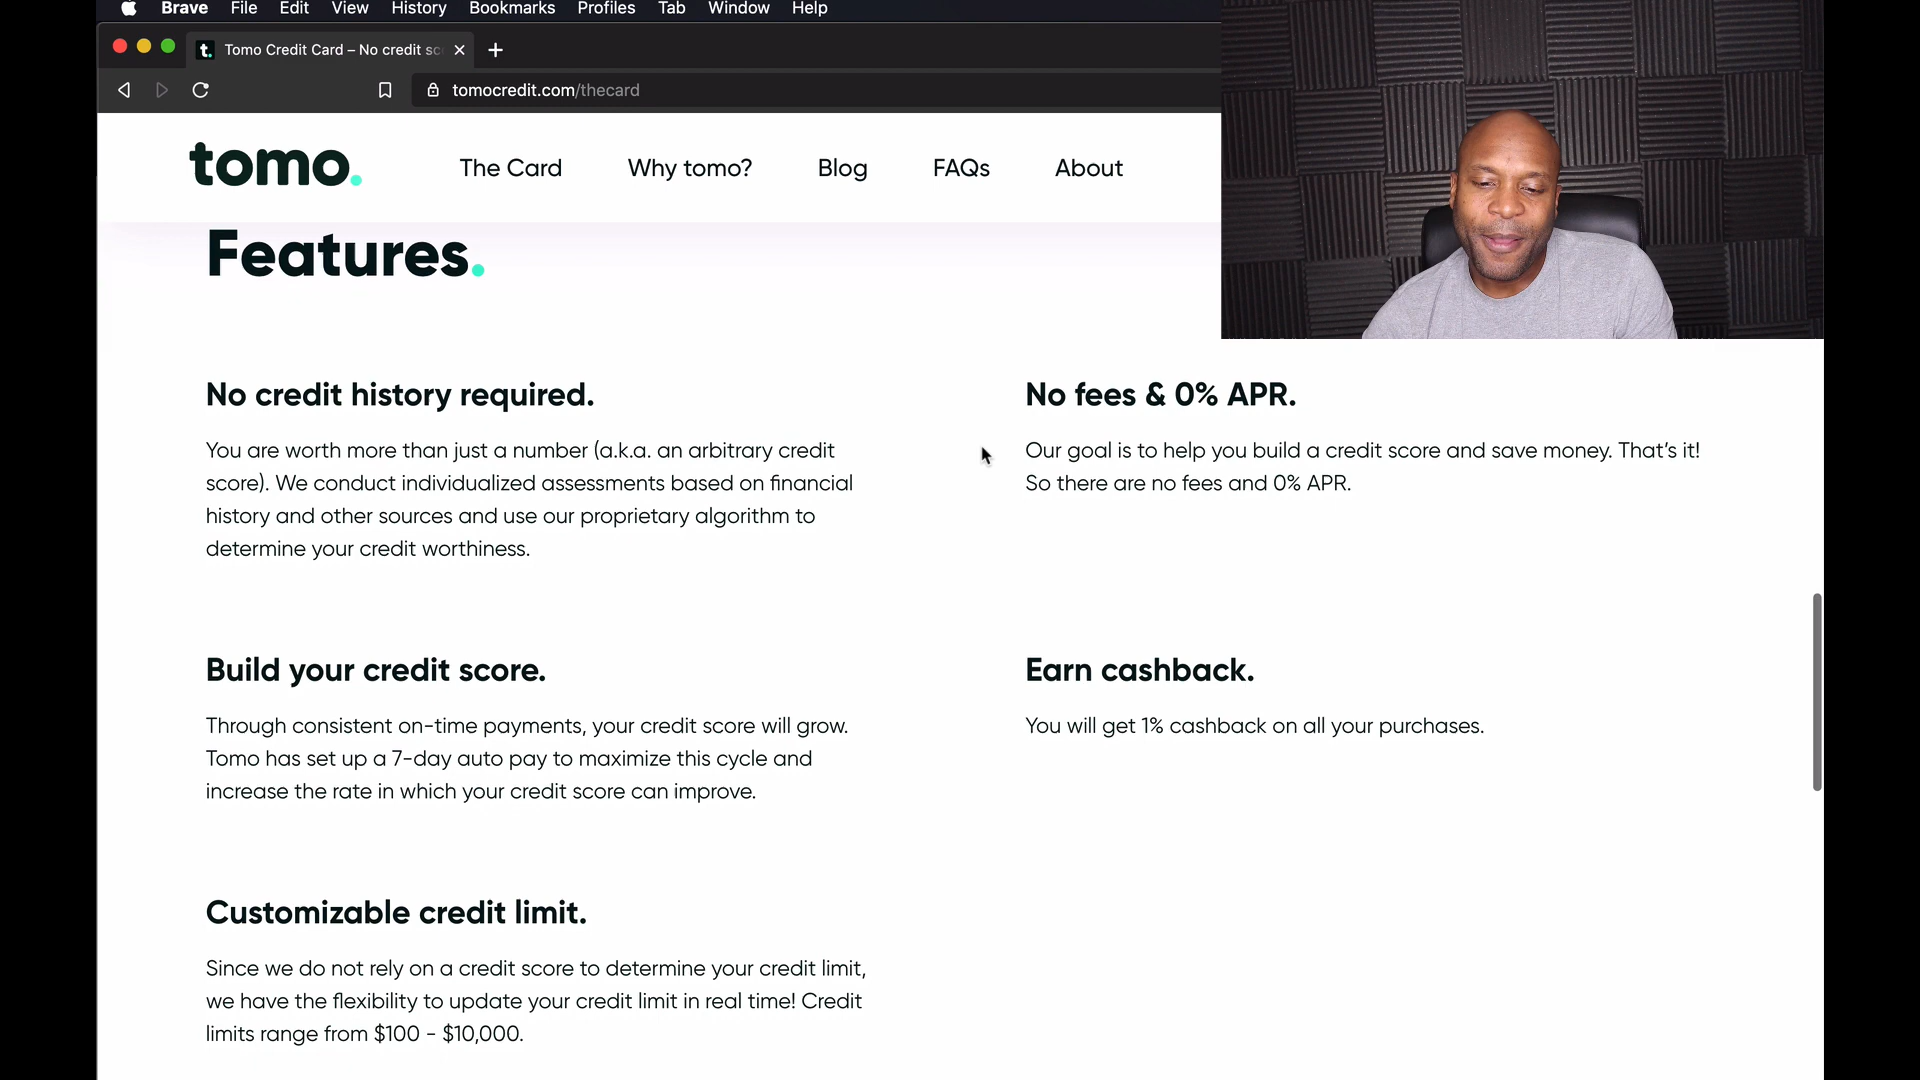 Brave File Edit View History Bookmarks Profiles Tab Window Help
t. Tomo Credit Card – No credit sc
tomocredit.com/thecard
tomo. The Card Why tomo? Blog FAQs About
Features.
No credit history required.
You are worth more than just a number (a.k.a. an arbitrary credit
score). We conduct individualized assessments based on financial
history and other sources and use our proprietary algorithm to
determine your credit worthiness.
No fees & 0% APR.
Our goal is to help you build a credit score and save money. That’s it!
So there are no fees and 0% APR.
Build your credit score.
Through consistent on-time payments, your credit score will grow.
Tomo has set up a 7-day auto pay to maximize this cycle and
increase the rate in which your credit score can improve.
Earn cashback.
You will get 1% cashback on all your purchases.
Customizable credit limit.
Since we do not rely on a credit score to determine your credit limit,
we have the flexibility to update your credit limit in real time! Credit
limits range from $100 - $10,000.